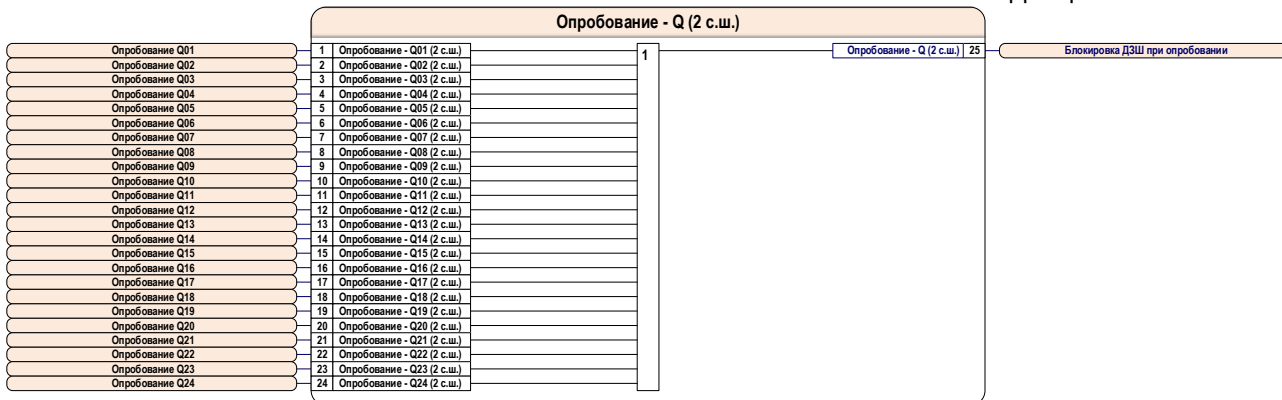 Опробование - Q (2 с.ш.)
Опробование Q01 1 Опробование - Q01 (2 с.ш.) 1 Опробование - Q (2 с.ш.) 25 Блокировка ДЗШ при опробовании
Опробование Q02 2 Опробование - Q02 (2 с.ш.)
Опробование Q03 3 Опробование - Q03 (2 с.ш.)
Опробование Q04 4 Опробование - Q04 (2 с.ш.)
Опробование Q05 5 Опробование - Q05 (2 с.ш.)
Опробование Q06 6 Опробование - Q06 (2 с.ш.)
Опробование Q07 7 Опробование - Q07 (2 с.ш.)
Опробование Q08 8 Опробование - Q08 (2 с.ш.)
Опробование Q09 9 Опробование - Q09 (2 с.ш.)
Опробование Q10 10 Опробование - Q10 (2 с.ш.)
Опробование Q11 11 Опробование - Q11 (2 с.ш.)
Опробование Q12 12 Опробование - Q12 (2 с.ш.)
Опробование Q13 13 Опробование - Q13 (2 с.ш.)
Опробование Q14 14 Опробование - Q14 (2 с.ш.)
Опробование Q15 15 Опробование - Q15 (2 с.ш.)
Опробование Q16 16 Опробование - Q16 (2 с.ш.)
Опробование Q17 17 Опробование - Q17 (2 с.ш.)
Опробование Q18 18 Опробование - Q18 (2 с.ш.)
Опробование Q19 19 Опробование - Q19 (2 с.ш.)
Опробование Q20 20 Опробование - Q20 (2 с.ш.)
Опробование Q21 21 Опробование - Q21 (2 с.ш.)
Опробование Q22 22 Опробование - Q22 (2 с.ш.)
Опробование Q23 23 Опробование - Q23 (2 с.ш.)
Опробование Q24 24 Опробование - Q24 (2 с.ш.)